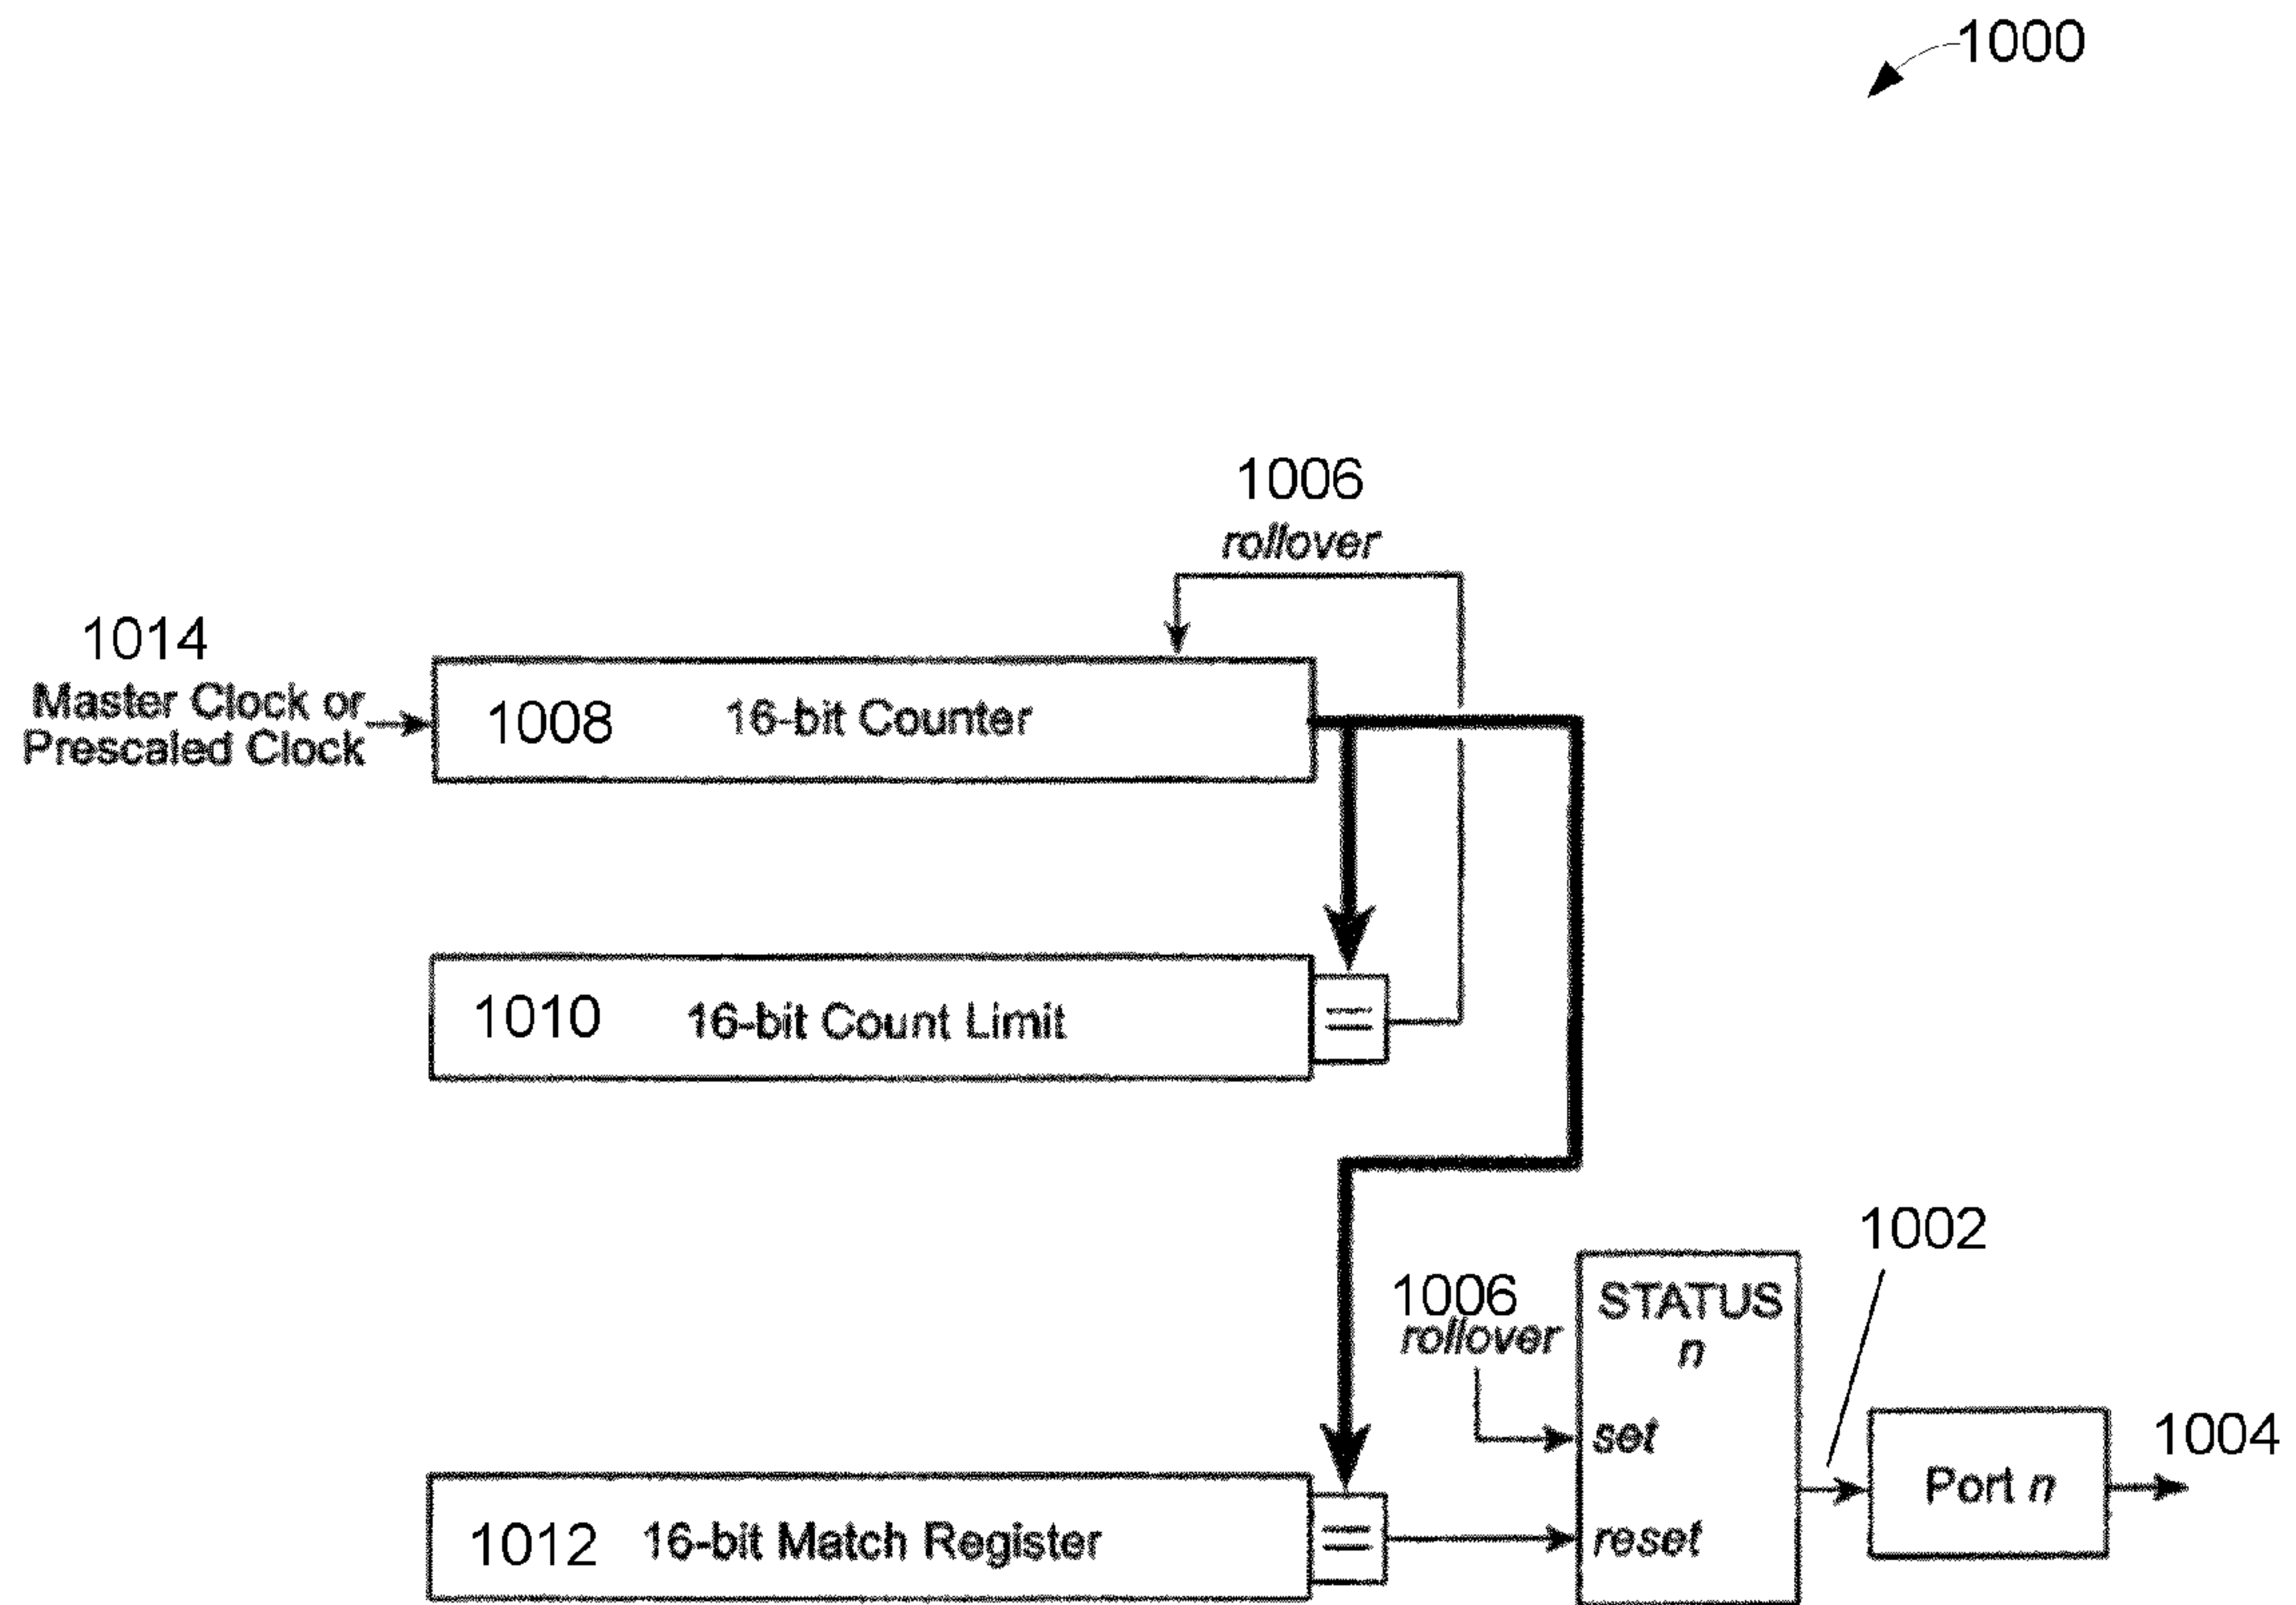 1000
1006
rollover
1014
Master Clock or
Prescaled Clock
1008 16-bit Counter
1010 16-bit Count Limit
=
1002
1006
rollover
STATUS
n
set
1004
Port n
1012 16-bit Match Register
=
reset